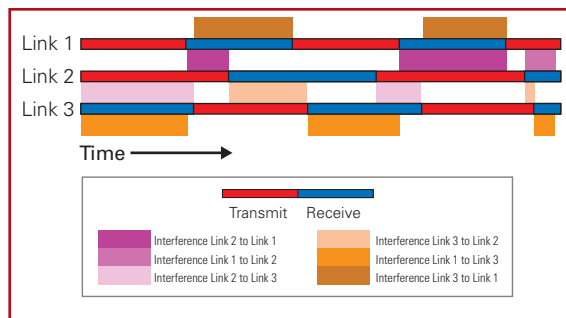 Link 1
Link 2
Link 3
Time
Transmit Receive
Interference Link 2 to Link 1
Interference Link 1 to Link 2
Interference Link 2 to Link 3
Interference Link 3 to Link 2
Interference Link 1 to Link 3
Interference Link 3 to Link 1